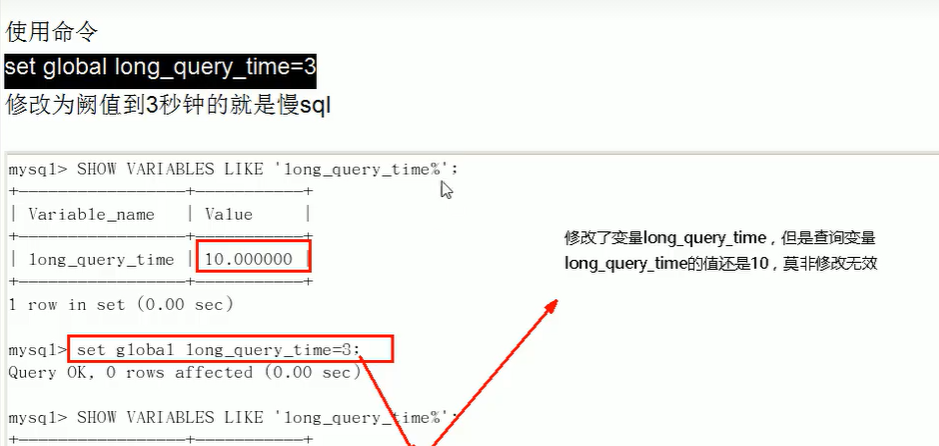 使用命令
set global long_query_time=3
修改为阙值到3秒钟的就是慢sql
mysql> SHOW VARIABLES LIKE 'long_query_time%';
+-----------------+-----------+
| Variable_name   | Value     |
+-----------------+-----------+
| long_query_time | 10.000000 |
+-----------------+-----------+
1 row in set (0.00 sec)
修改了变量long_query_time，但是查询变量
long_query_time的值还是10，莫非修改无效
mysql> set global long_query_time=3;
Query OK, 0 rows affected (0.00 sec)
mysql> SHOW VARIABLES LIKE 'long_query_time%';
+-----------------+-----------+